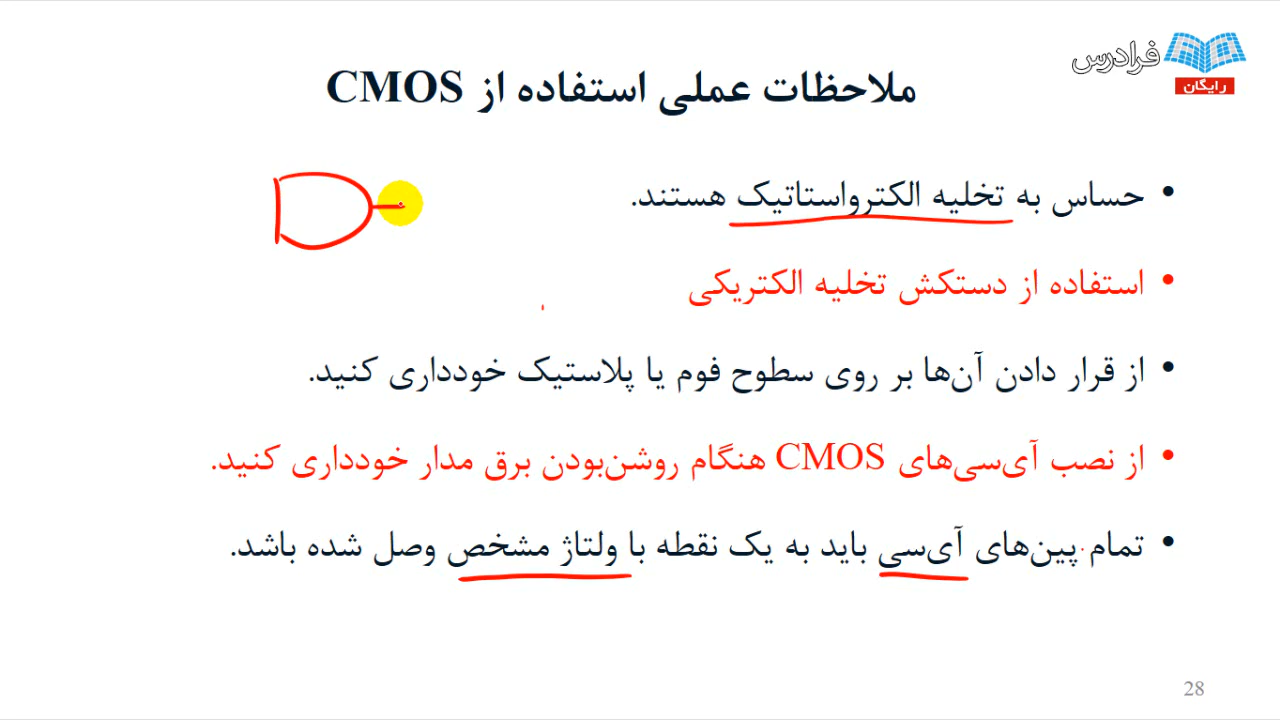 فرادرس
رایگان
ملاحظات عملی استفاده از CMOS
• حساس به تخلیه الکترواستاتیک هستند.
• استفاده از دستکش تخلیه الکتریکی
• از قرار دادن آن‌ها بر روی سطوح فوم یا پلاستیک خودداری کنید.
• از نصب آی‌سی‌های CMOS هنگام روشن‌بودن برق مدار خودداری کنید.
• تمام پین‌های آی‌سی باید به یک نقطه با ولتاژ مشخص وصل شده باشد.
28